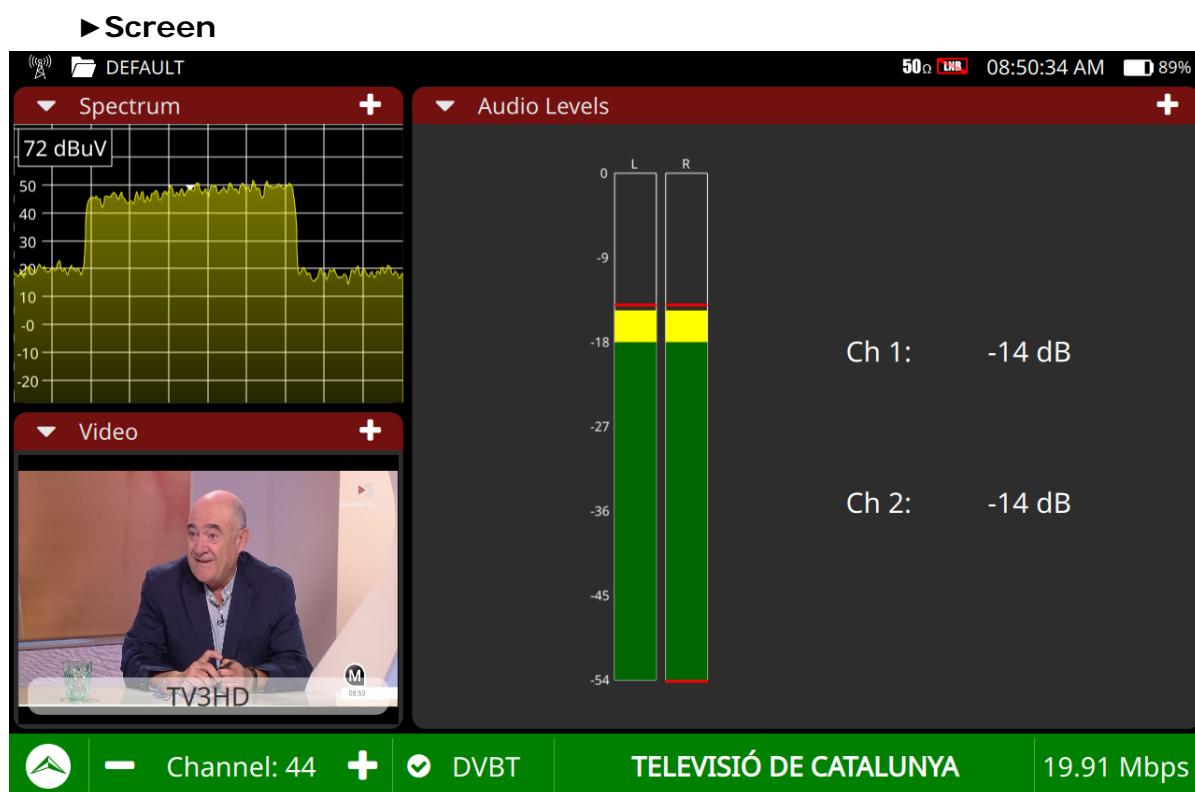 ►Screen
DEFAULT
50Ω LNB 08:50:34 AM 89%
Spectrum
72 dBuV
50
40
30
20
10
-0
-10
-20
Audio Levels
L R
0
-9
-18
-27
-36
-45
-54
Ch 1: -14 dB
Ch 2: -14 dB
Video
3
M
08:50
TV3HD
Channel: 44
DVBT
TELEVISIÓ DE CATALUNYA
19.91 Mbps